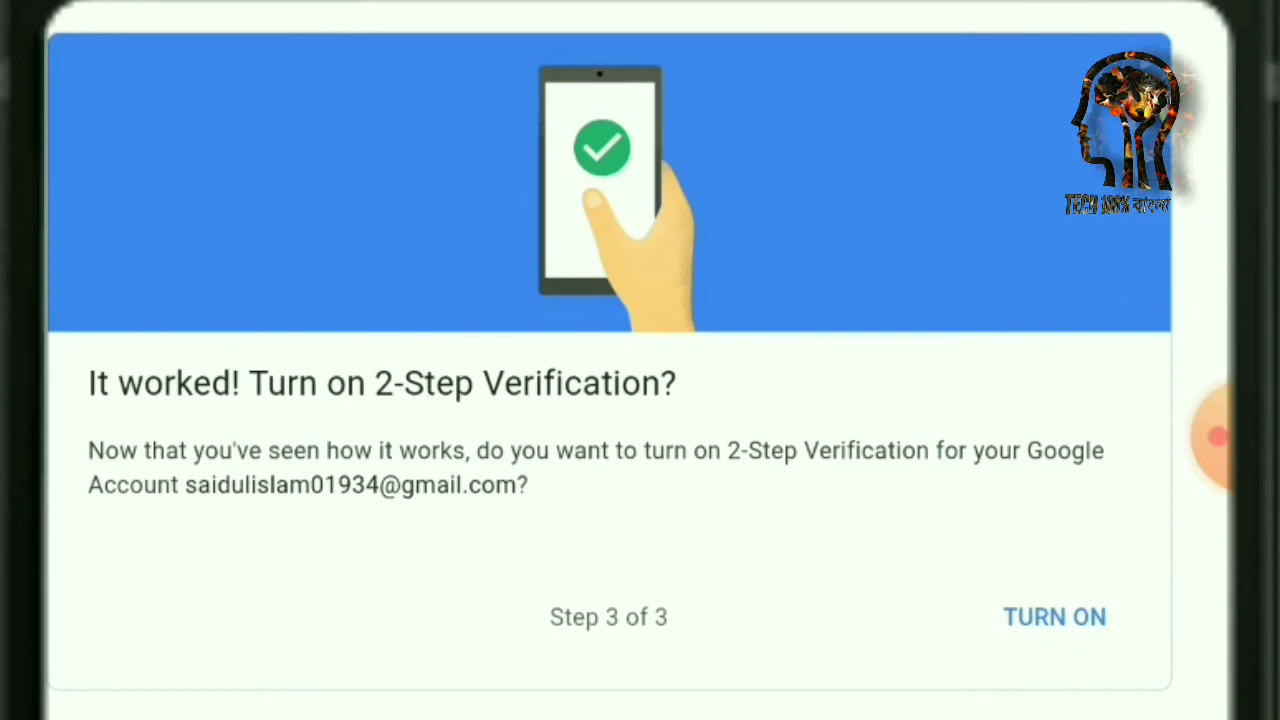 TECH বাংলা
It worked! Turn on 2-Step Verification?
Now that you've seen how it works, do you want to turn on 2-Step Verification for your Google
Account saidulislam01934@gmail.com?
Step 3 of 3
TURN ON